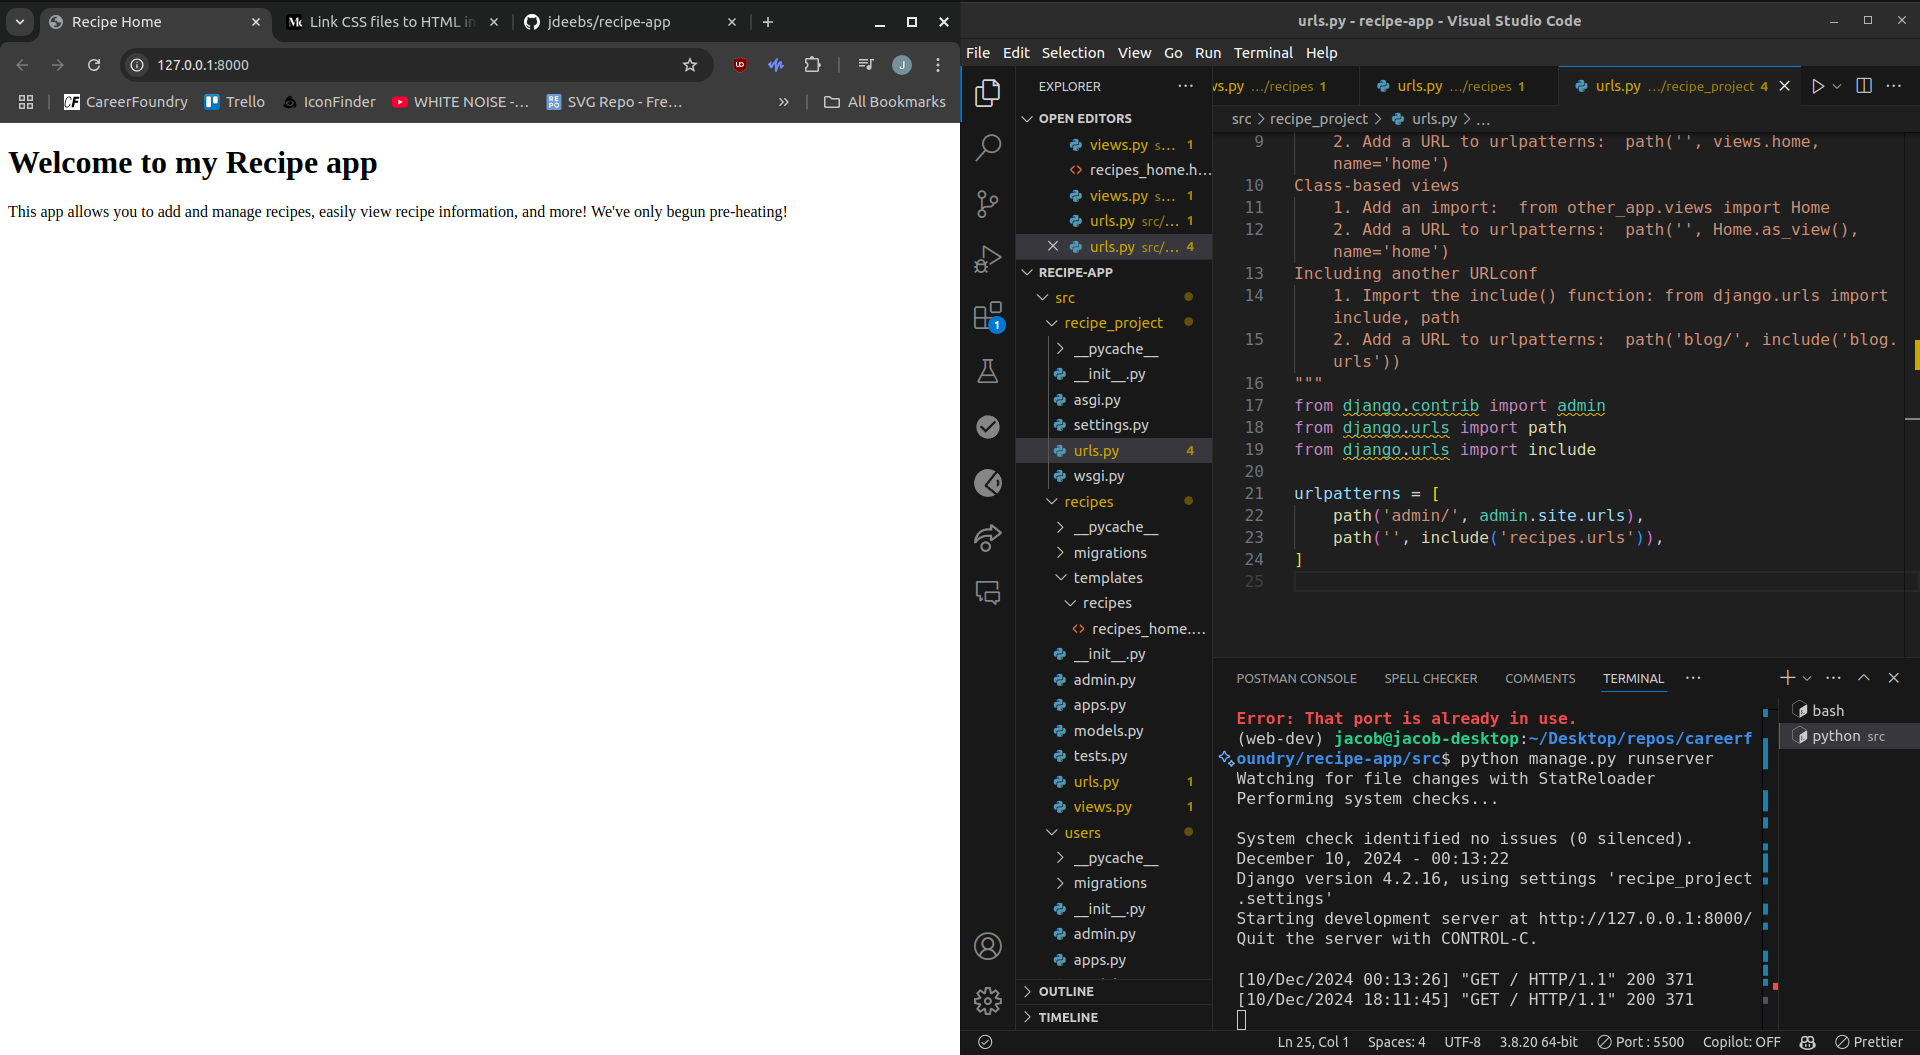 Recipe Home
Link CSS files to HTML in
jdeebs/recipe-app
127.0.0.1:8000
J
CareerFoundry
Trello
IconFinder
WHITE NOISE -...
SVG Repo - Fre...
All Bookmarks
Welcome to my Recipe app
This app allows you to add and manage recipes, easily view recipe information, and more! We've only begun pre-heating!
urls.py - recipe-app - Visual Studio Code
File Edit Selection View Go Run Terminal Help
EXPLORER
OPEN EDITORS
views.py s... 1
recipes_home.h...
views.py s... 1
urls.py src/... 1
urls.py src/... 4
RECIPE-APP
src
recipe_project
__pycache__
__init__.py
asgi.py
settings.py
urls.py 4
wsgi.py
recipes
__pycache__
migrations
templates
recipes
recipes_home....
__init__.py
admin.py
apps.py
models.py
tests.py
urls.py 1
views.py 1
users
__pycache__
migrations
__init__.py
admin.py
apps.py
OUTLINE
TIMELINE
1
vs.py .../recipes 1
urls.py .../recipes 1
urls.py .../recipe_project 4
src > recipe_project > urls.py > ...
9 2. Add a URL to urlpatterns:  path('', views.home,
name='home')
10 Class-based views
11 1. Add an import:  from other_app.views import Home
12 2. Add a URL to urlpatterns:  path('', Home.as_view(),
name='home')
13 Including another URLconf
14 1. Import the include() function: from django.urls import
include, path
15 2. Add a URL to urlpatterns:  path('blog/', include('blog.
urls'))
16 """
17 from django.contrib import admin
18 from django.urls import path
19 from django.urls import include
20
21 urlpatterns = [
22 path('admin/', admin.site.urls),
23 path('', include('recipes.urls')),
24 ]
25
POSTMAN CONSOLE SPELL CHECKER COMMENTS TERMINAL
bash
python src
Error: That port is already in use.
(web-dev) jacob@jacob-desktop:~/Desktop/repos/careerf
oundry/recipe-app/src$ python manage.py runserver
Watching for file changes with StatReloader
Performing system checks...
System check identified no issues (0 silenced).
December 10, 2024 - 00:13:22
Django version 4.2.16, using settings 'recipe_project
.settings'
Starting development server at http://127.0.0.1:8000/
Quit the server with CONTROL-C.
[10/Dec/2024 00:13:26] "GET / HTTP/1.1" 200 371
[10/Dec/2024 18:11:45] "GET / HTTP/1.1" 200 371
Ln 25, Col 1 Spaces: 4 UTF-8 3.8.20 64-bit Port : 5500 Copilot: OFF Prettier